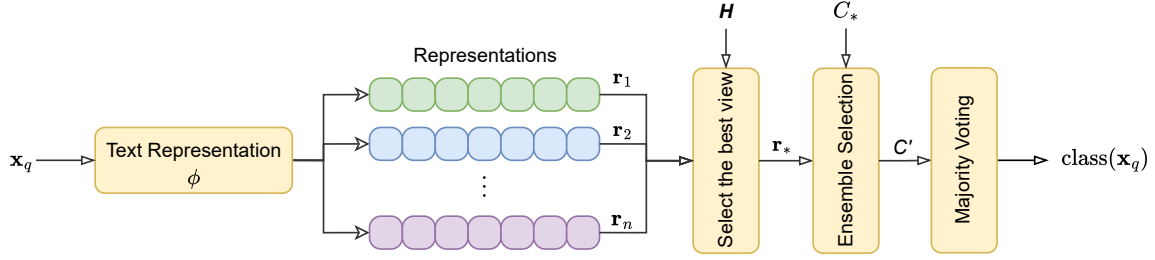 𝐱_q
Text Representation
ϕ
Representations
𝐫_1
𝐫_2
⋮
𝐫_n
H
Select the best view
𝐫_*
C_*
Ensemble Selection
C'
Majority Voting
class(𝐱_q)